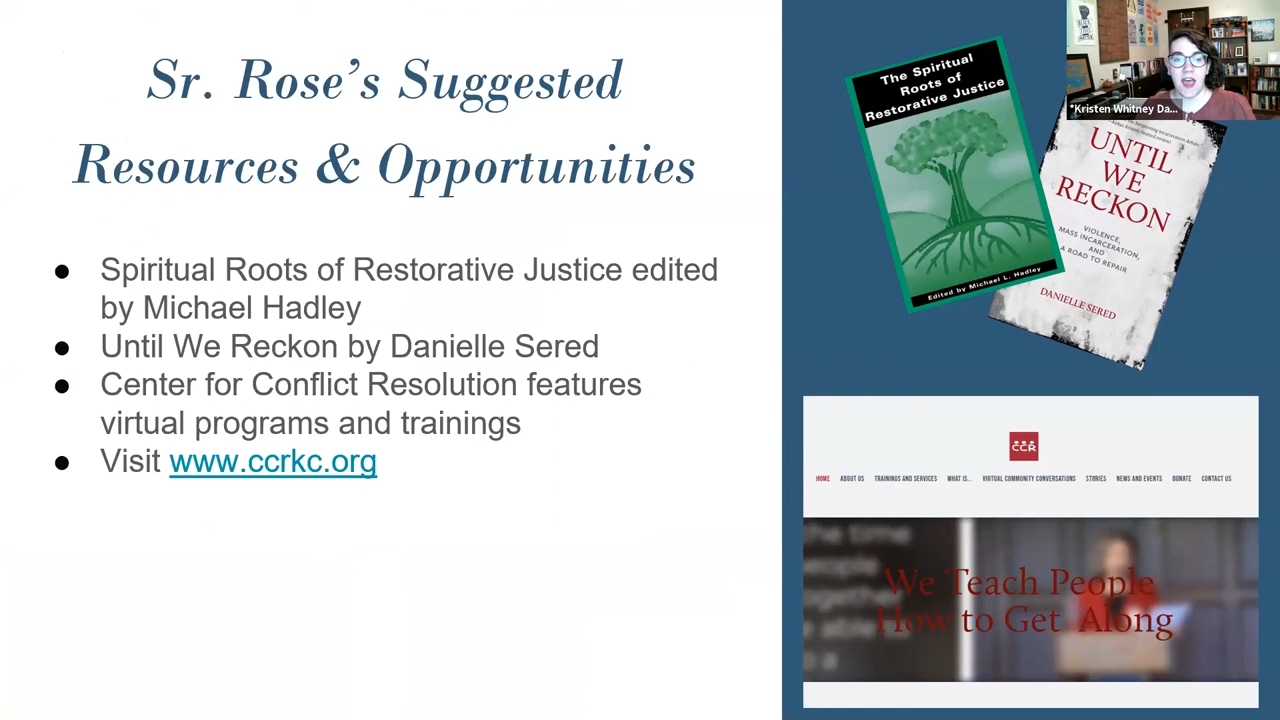 Sr. Rose's Suggested
Resources & Opportunities
● Spiritual Roots of Restorative Justice edited
by Michael Hadley
● Until We Reckon by Danielle Sered
● Center for Conflict Resolution features
virtual programs and trainings
● Visit www.ccrkc.org
The Spiritual
Roots of
Restorative Justice
Edited by Michael L. Hadley
*Kristen Whitney Da...
UNTIL
WE
RECKON
VIOLENCE,
MASS INCARCERATION,
AND
A ROAD TO REPAIR
DANIELLE SERED
CCR
HOME ABOUT US TRAININGS AND SERVICES WHAT IS... VIRTUAL COMMUNITY CONVERSATIONS STORIES NEWS AND EVENTS DONATE CONTACT US
the time
people
together
We Teach People
How to Get Along